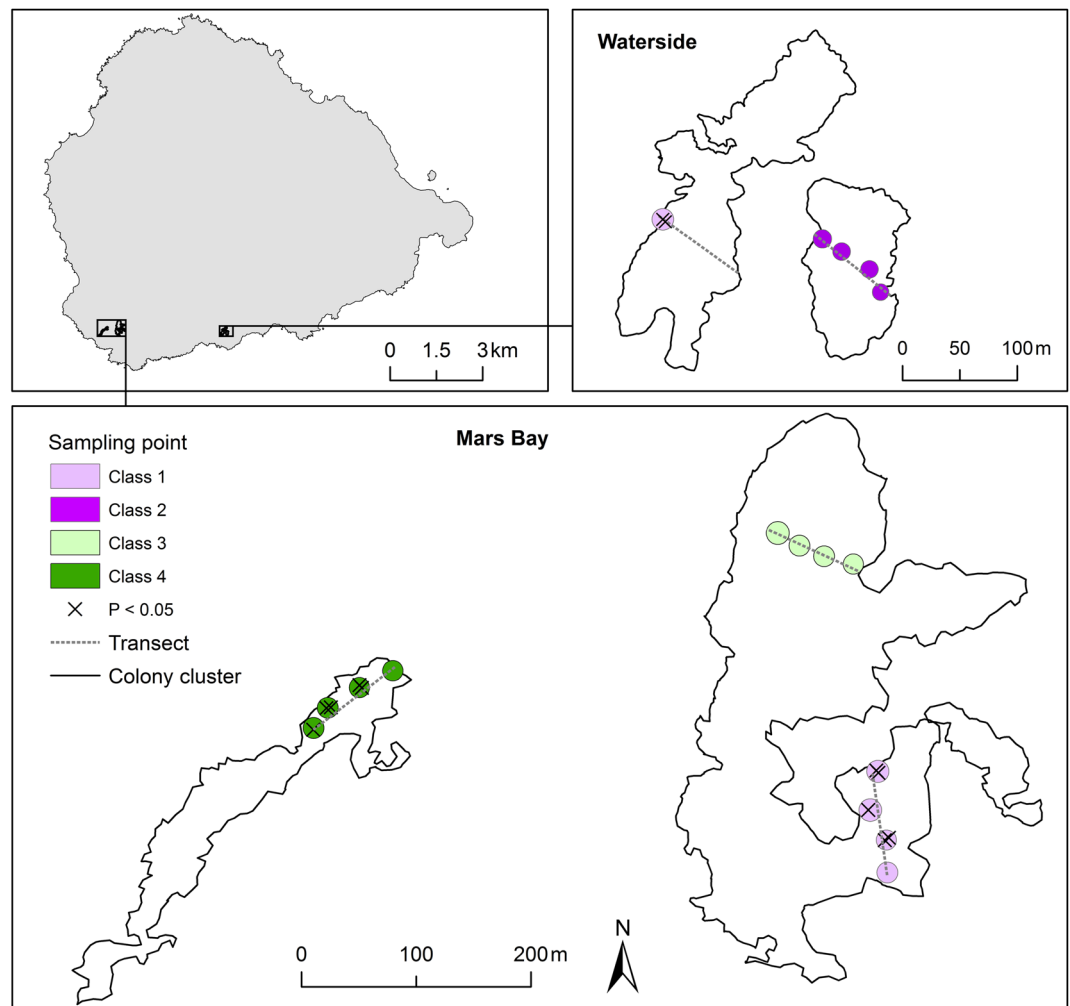 Waterside
0 1.5 3 km
0 50 100 m
Mars Bay
Sampling point
Class 1
Class 2
Class 3
Class 4
P < 0.05
Transect
Colony cluster
N
0 100 200 m